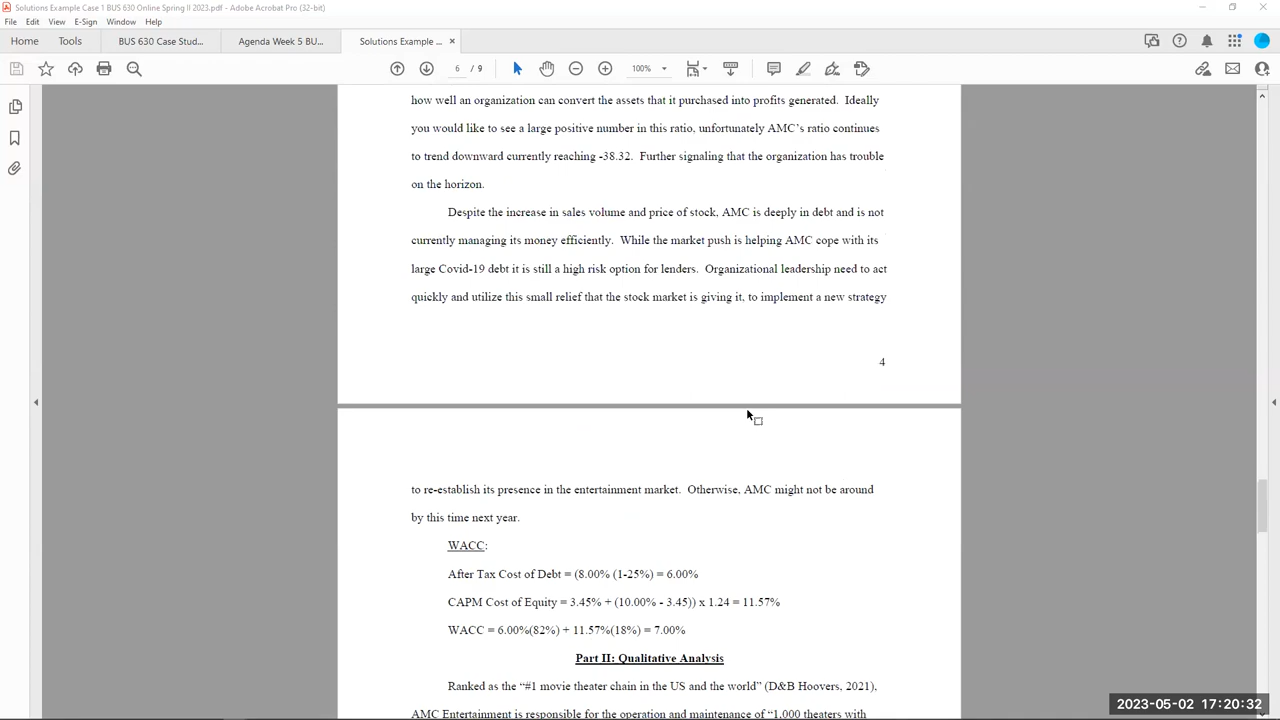 Solutions Example Case 1 BUS 630 Online Spring II 2023.pdf - Adobe Acrobat Pro (32-bit)
File Edit View E-Sign Window Help
Home Tools BUS 630 Case Stud... Agenda Week 5 BU... Solutions Example ... ×
6 / 9 100%
how well an organization can convert the assets that it purchased into profits generated. Ideally
you would like to see a large positive number in this ratio, unfortunately AMC's ratio continues
to trend downward currently reaching -38.32. Further signaling that the organization has trouble
on the horizon.
Despite the increase in sales volume and price of stock, AMC is deeply in debt and is not
currently managing its money efficiently. While the market push is helping AMC cope with its
large Covid-19 debt it is still a high risk option for lenders. Organizational leadership need to act
quickly and utilize this small relief that the stock market is giving it, to implement a new strategy
4
to re-establish its presence in the entertainment market. Otherwise, AMC might not be around
by this time next year.
WACC:
After Tax Cost of Debt = (8.00% (1-25%) = 6.00%
CAPM Cost of Equity = 3.45% + (10.00% - 3.45)) x 1.24 = 11.57%
WACC = 6.00%(82%) + 11.57%(18%) = 7.00%
Part II: Qualitative Analysis
Ranked as the “#1 movie theater chain in the US and the world” (D&B Hoovers, 2021),
AMC Entertainment is responsible for the operation and maintenance of “1,000 theaters with
2023-05-02 17:20:32